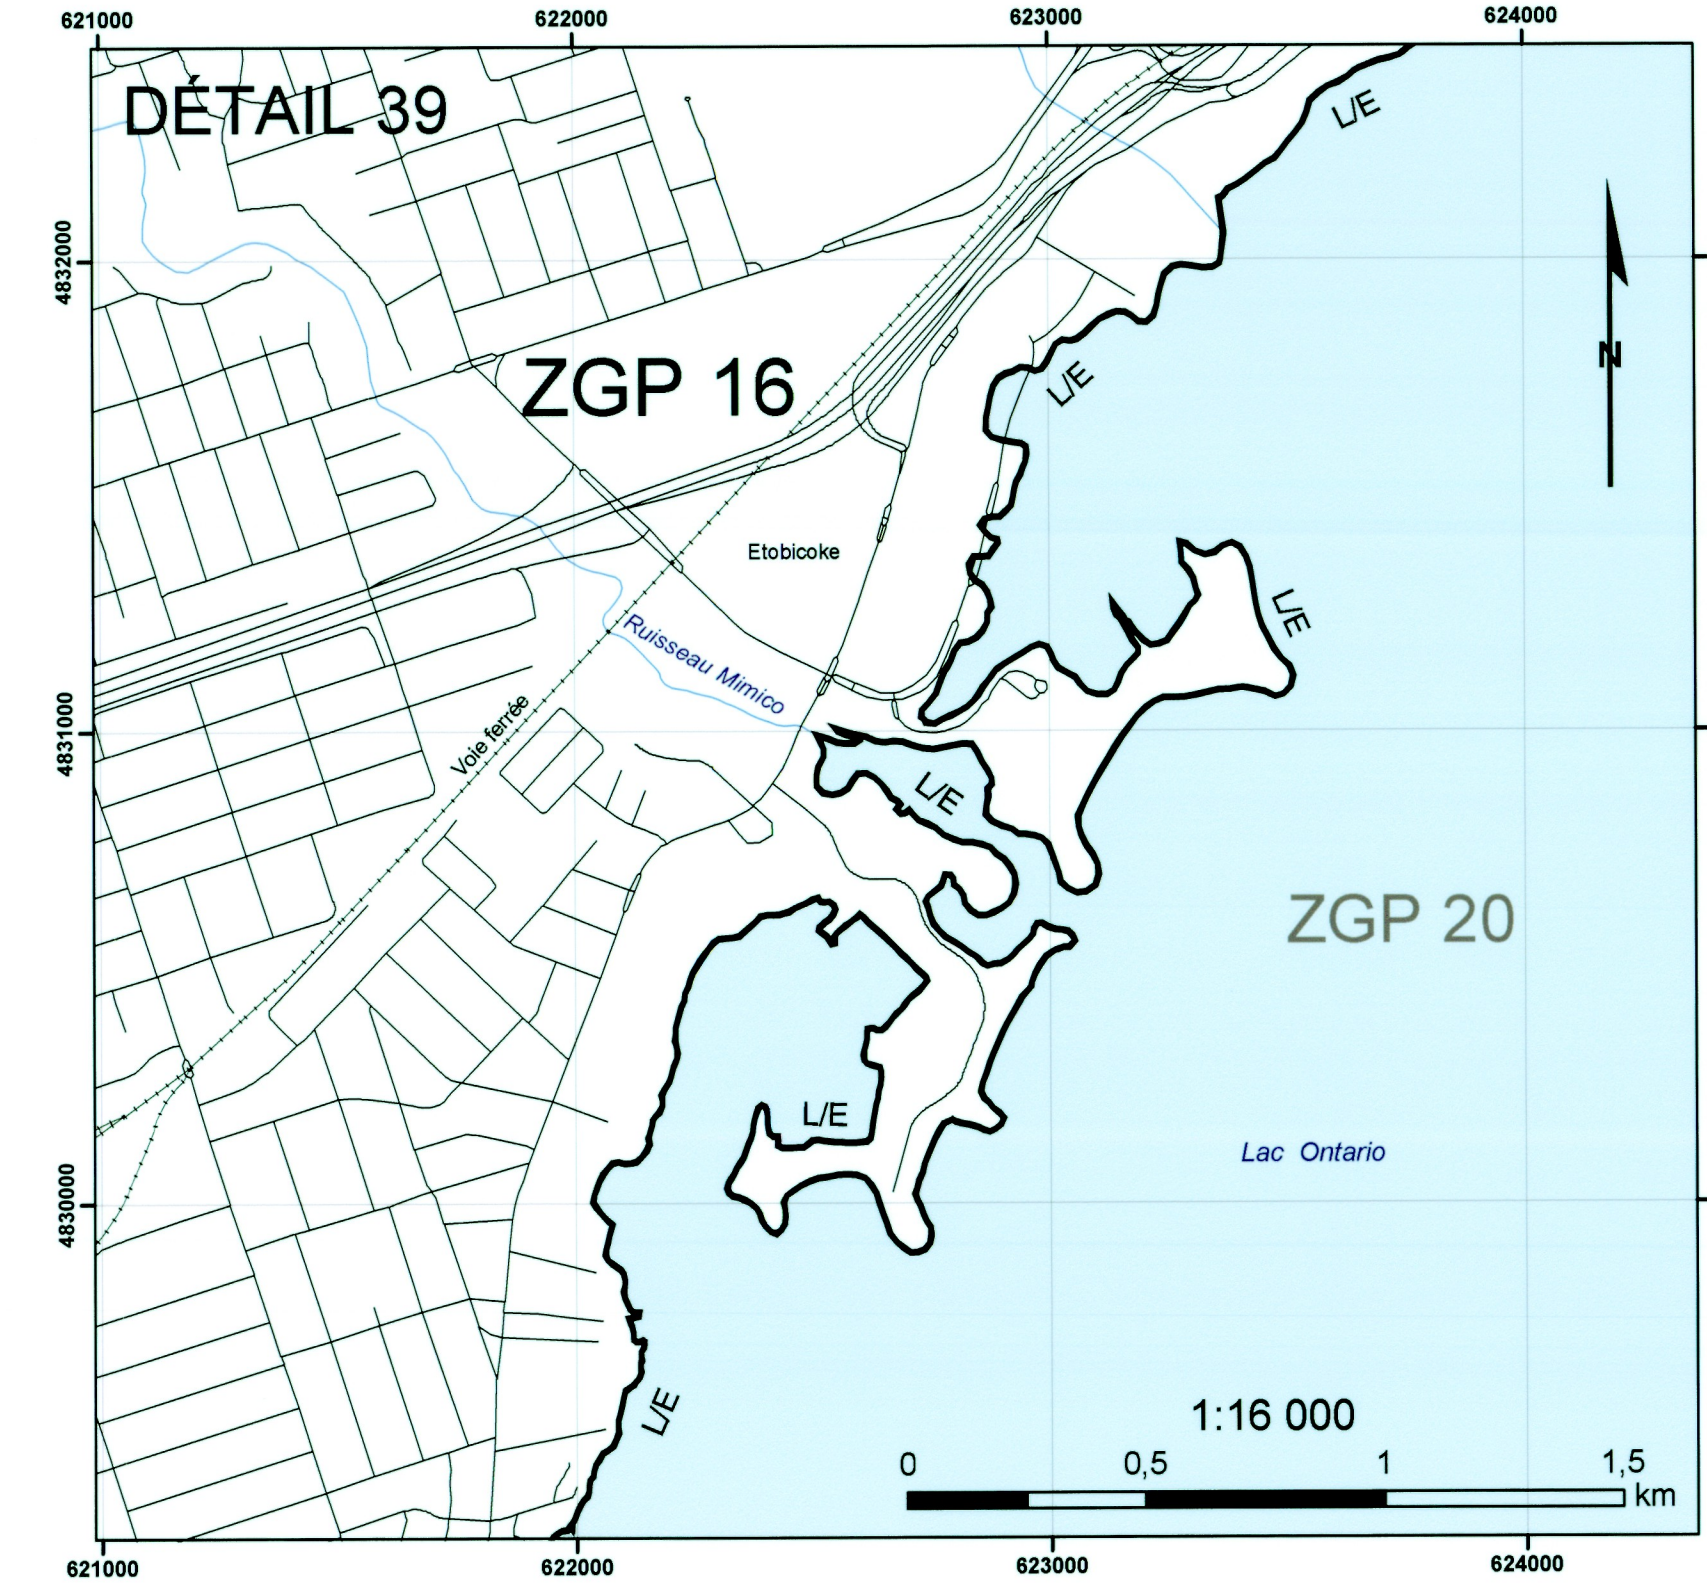 621000 622000 623000 624000
DÉTAIL 39
L/E
4832000
N
ZGP 16
L/E
Etobicoke
L/E
Ruisseau Mimico
Voie ferrée
4831000
L/E
ZGP 20
L/E
Lac Ontario
4830000
L/E
1:16 000
0 0,5 1 1,5
km
621000 622000 623000 624000